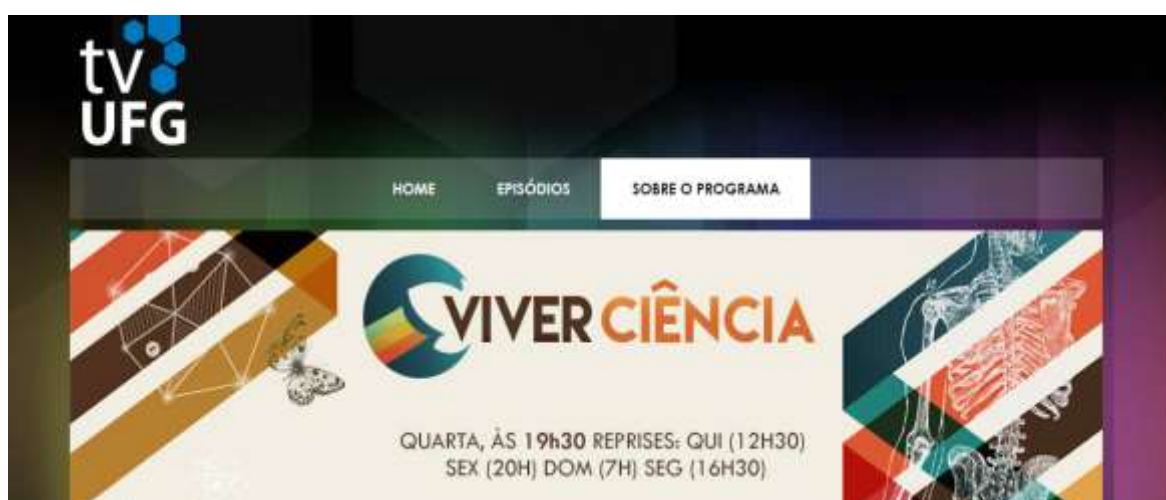 tv
UFG
HOME EPISÓDIOS SOBRE O PROGRAMA
VIVER CIÊNCIA
QUARTA, ÀS 19h30 REPRISES: QUI (12H30)
SEX (20H) DOM (7H) SEG (16H30)